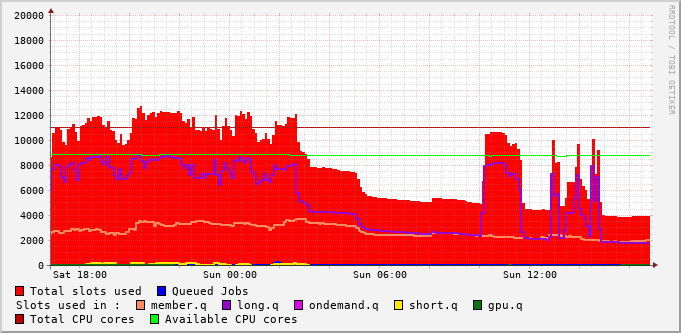 20000
18000
16000
14000
12000
10000
8000
6000
4000
2000
0
Sat 18:00 Sun 00:00 Sun 06:00 Sun 12:00
RRDTOOL / TOBI OETIKER
Total slots used Queued Jobs
Slots used in : member.q long.q ondemand.q short.q gpu.q
Total CPU cores Available CPU cores